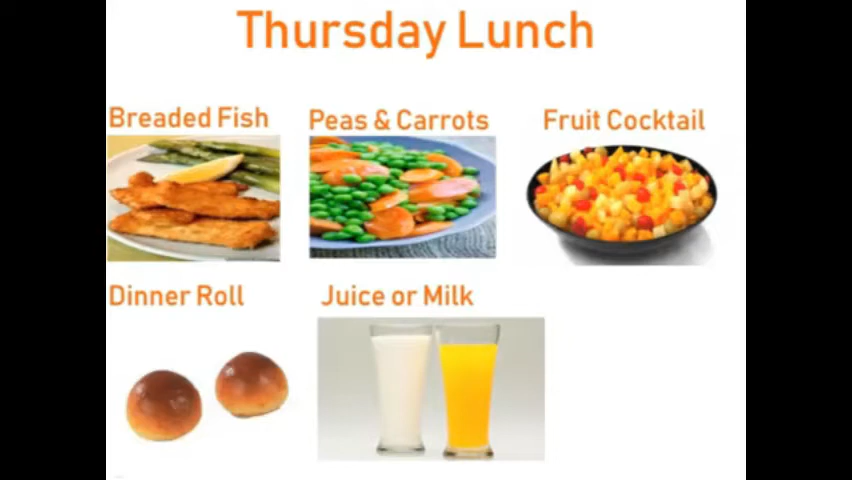 Thursday Lunch
Breaded Fish
Peas & Carrots
Fruit Cocktail
Dinner Roll
Juice or Milk